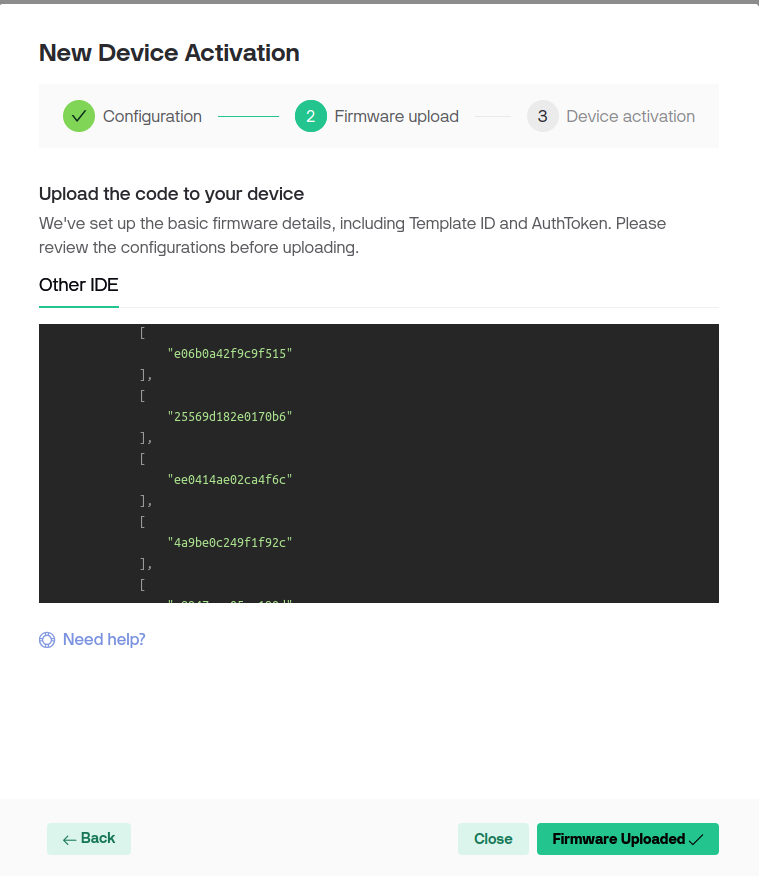 New Device Activation
Configuration
2 Firmware upload
3 Device activation
Upload the code to your device
We've set up the basic firmware details, including Template ID and AuthToken. Please
review the configurations before uploading.
Other IDE
[
"e06b0a42f9c9f515"
],
[
"25569d182e0170b6"
],
[
"ee0414ae02ca4f6c"
],
[
"4a9be0c249f1f92c"
],
[
Need help?
← Back
Close
Firmware Uploaded ✓